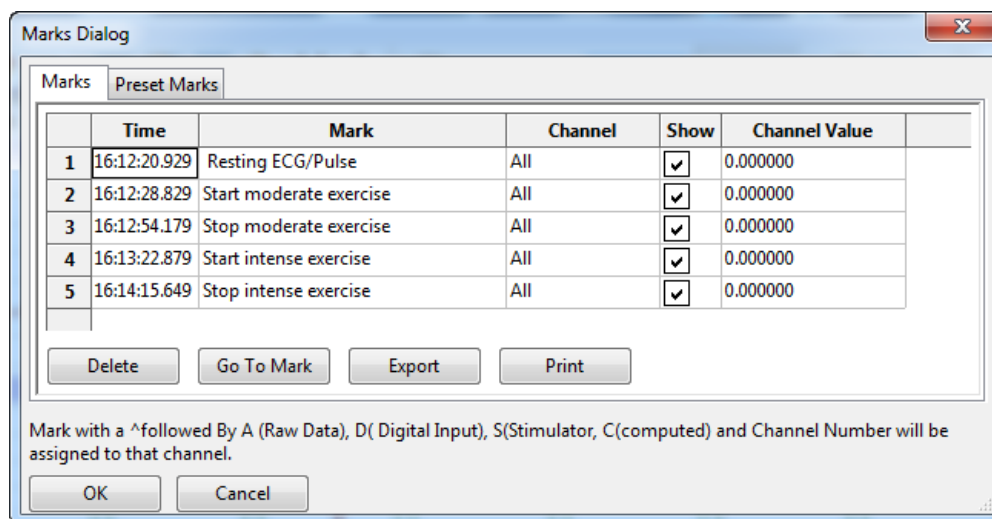 Marks Dialog
Marks Preset Marks
Time Mark Channel Show Channel Value
1 16:12:20.929 Resting ECG/Pulse All 0.000000
2 16:12:28.829 Start moderate exercise All 0.000000
3 16:12:54.179 Stop moderate exercise All 0.000000
4 16:13:22.879 Start intense exercise All 0.000000
5 16:14:15.649 Stop intense exercise All 0.000000
Delete Go To Mark Export Print
Mark with a ^followed By A (Raw Data), D( Digital Input), S(Stimulator, C(computed) and Channel Number will be
assigned to that channel.
OK Cancel